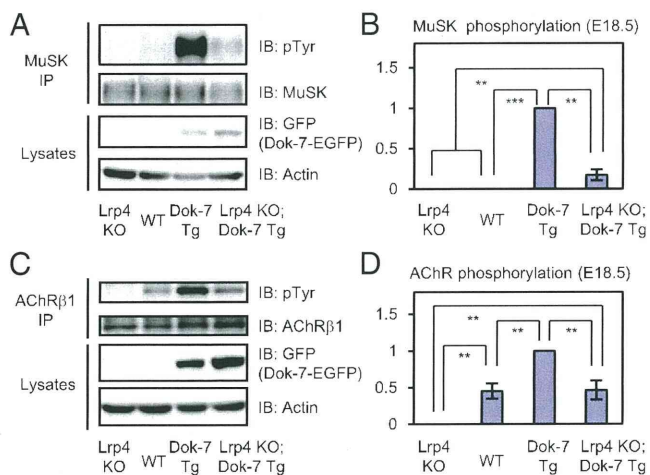 A
MuSK IP
IB: pTyr
IB: MuSK
Lysates
IB: GFP
(Dok-7-EGFP)
IB: Actin
Lrp4 KO
WT
Dok-7 Tg
Lrp4 KO;
Dok-7 Tg
B
MuSK phosphorylation (E18.5)
1
0.5
0
**
***
**
Lrp4 KO
WT
Dok-7 Tg
Lrp4 KO;
Dok-7 Tg
C
AChRβ1 IP
IB: pTyr
IB: AChRβ1
Lysates
IB: GFP
(Dok-7-EGFP)
IB: Actin
Lrp4 KO
WT
Dok-7 Tg
Lrp4 KO;
Dok-7 Tg
D
AChR phosphorylation (E18.5)
1
0.5
0
**
**
**
**
Lrp4 KO
WT
Dok-7 Tg
Lrp4 KO;
Dok-7 Tg